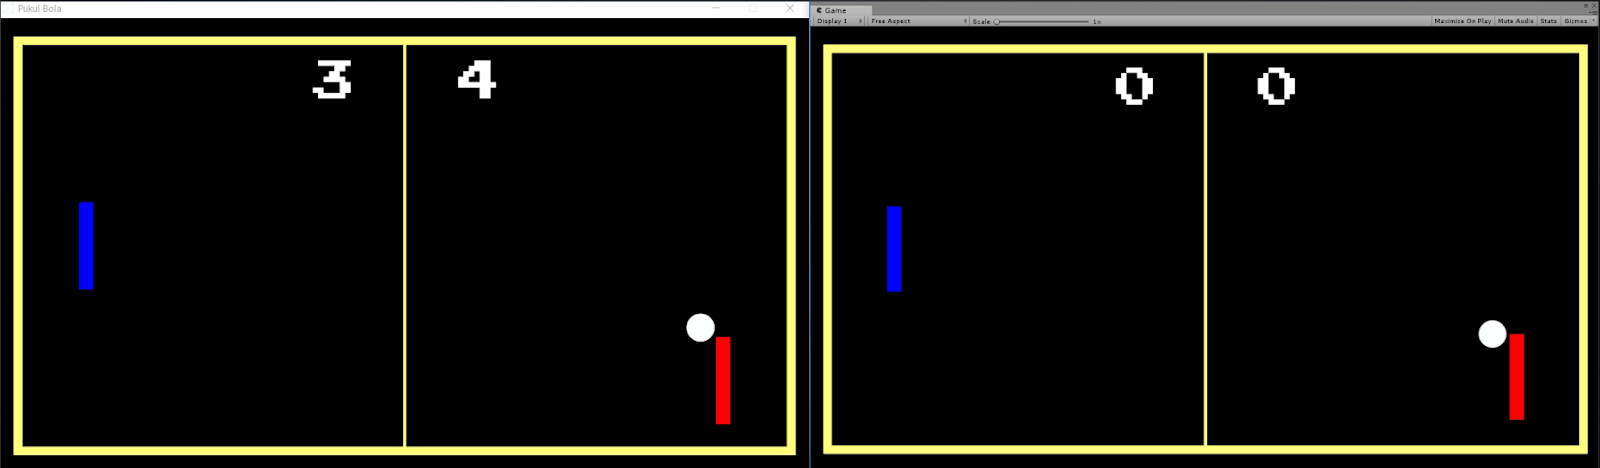 Pukul Bola
3 4
Game
Display 1 Free Aspect Scale 1x Maximize On Play Mute Audio Stats Gizmos
0 0